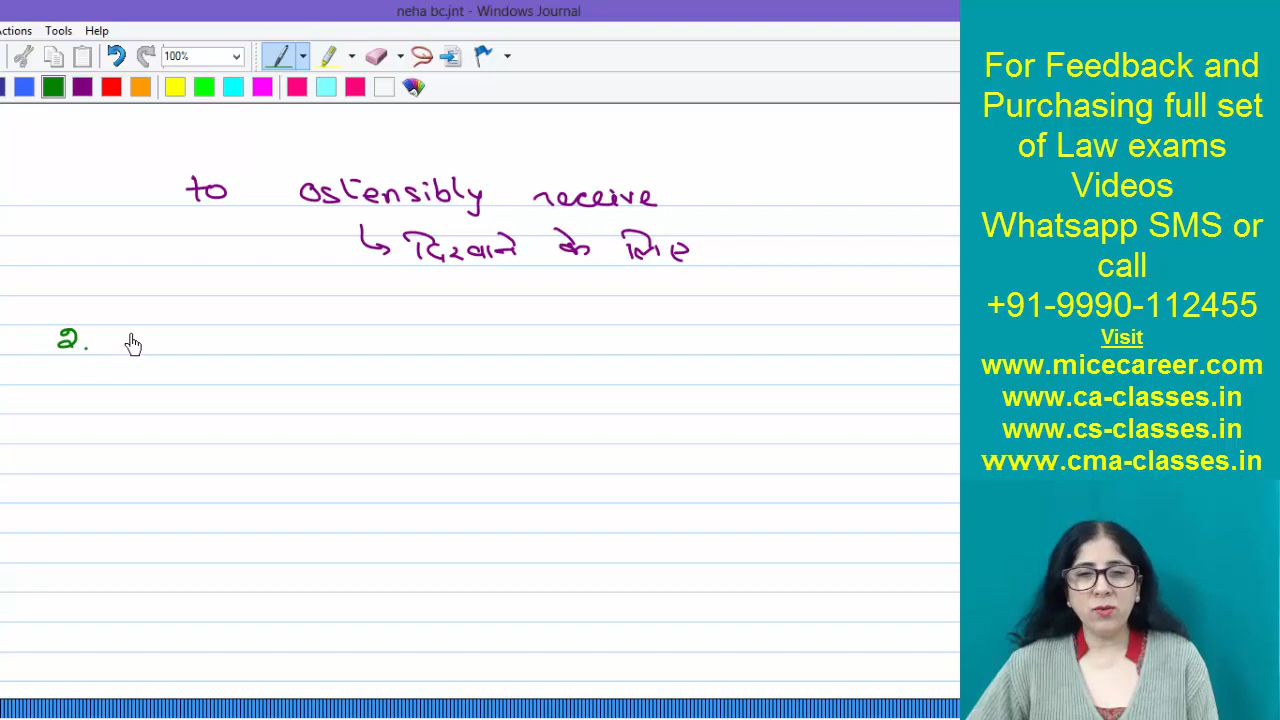 neha bc.jnt - Windows Journal
Actions Tools Help
100%
to ostensibly receive
↳ दिखाने के लिए
2.
For Feedback and
Purchasing full set
of Law exams
Videos
Whatsapp SMS or
call
+91-9990-112455
Visit
www.micecareer.com
www.ca-classes.in
www.cs-classes.in
www.cma-classes.in